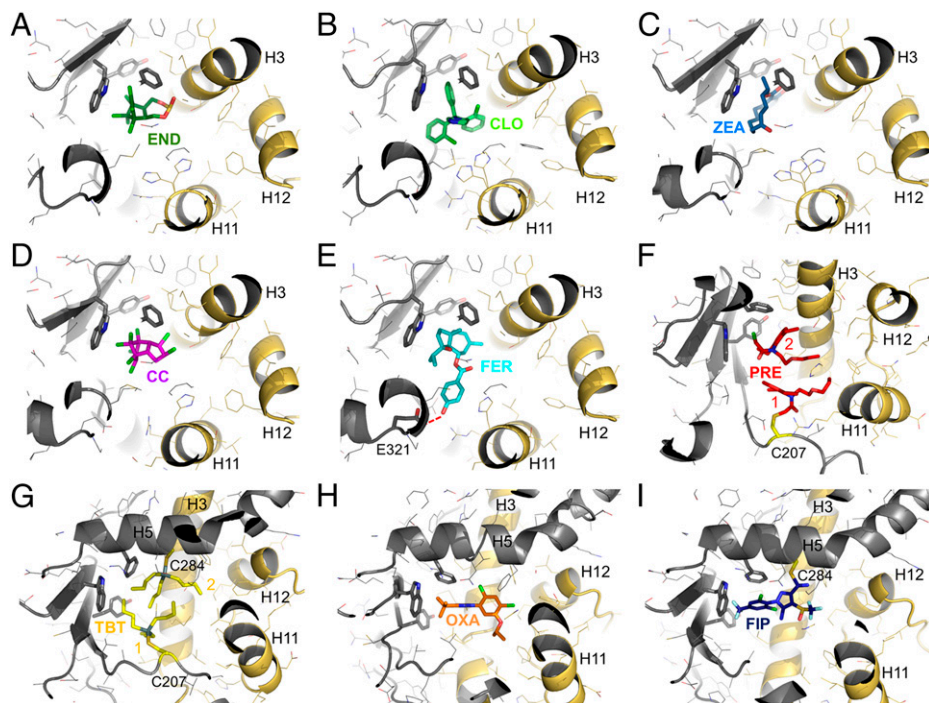 A
H3
END
H12
H11
B
H3
CLO
H12
H11
C
H3
ZEA
H12
H11
D
H3
CC
H12
H11
E
H3
FER
E321
H12
H11
F
H3
H12
2
PRE
1
H11
C207
G
H3
H5
C284
2
H12
TBT
1
H11
C207
H
H3
H5
H12
OXA
H11
I
H3
H5
C284
H12
FIP
H11